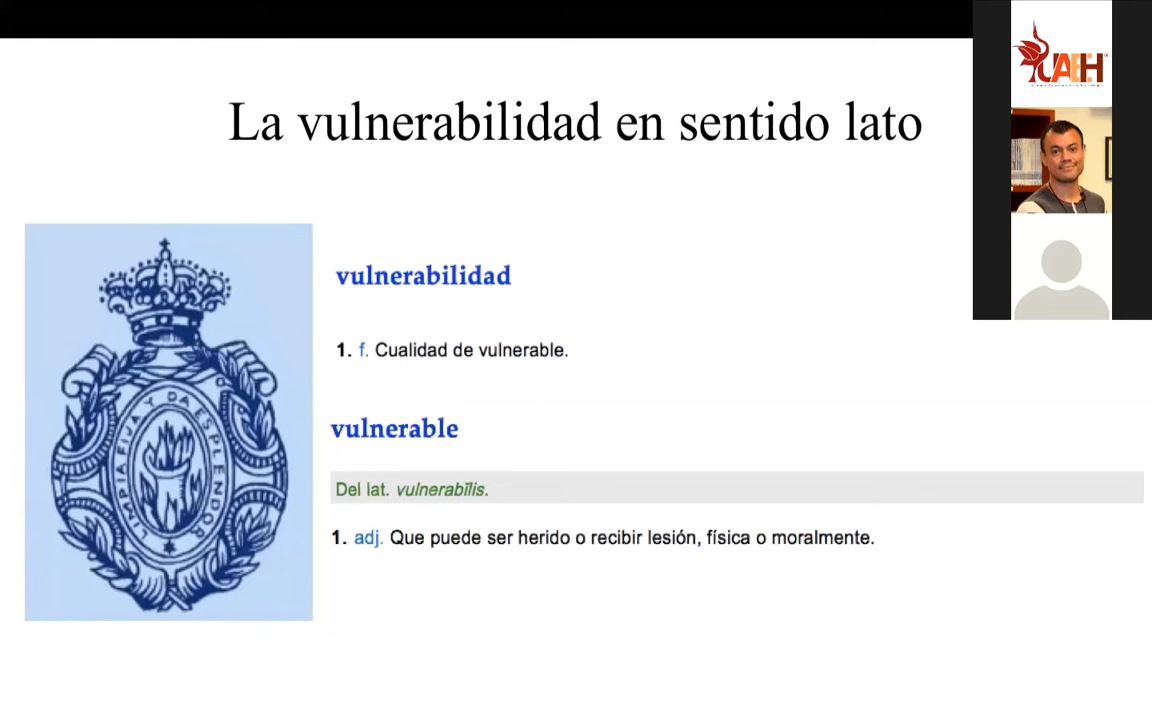 La vulnerabilidad en sentido lato
UAEH
vulnerabilidad
1. f. Cualidad de vulnerable.
LIMPIA FIJA Y DA ESPLENDOR
vulnerable
Del lat. vulnerabĭlis.
1. adj. Que puede ser herido o recibir lesión, física o moralmente.